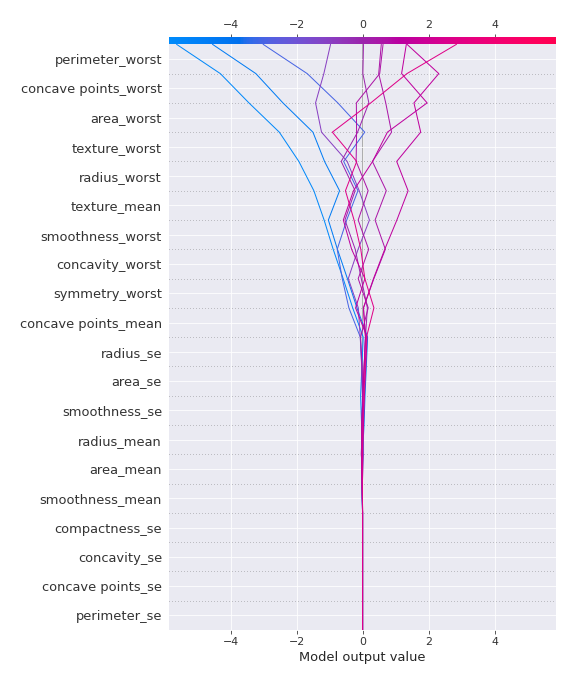 −4 −2 0 2 4
perimeter_worst
concave points_worst
area_worst
texture_worst
radius_worst
texture_mean
smoothness_worst
concavity_worst
symmetry_worst
concave points_mean
radius_se
area_se
smoothness_se
radius_mean
area_mean
smoothness_mean
compactness_se
concavity_se
concave points_se
perimeter_se
−4 −2 0 2 4
Model output value